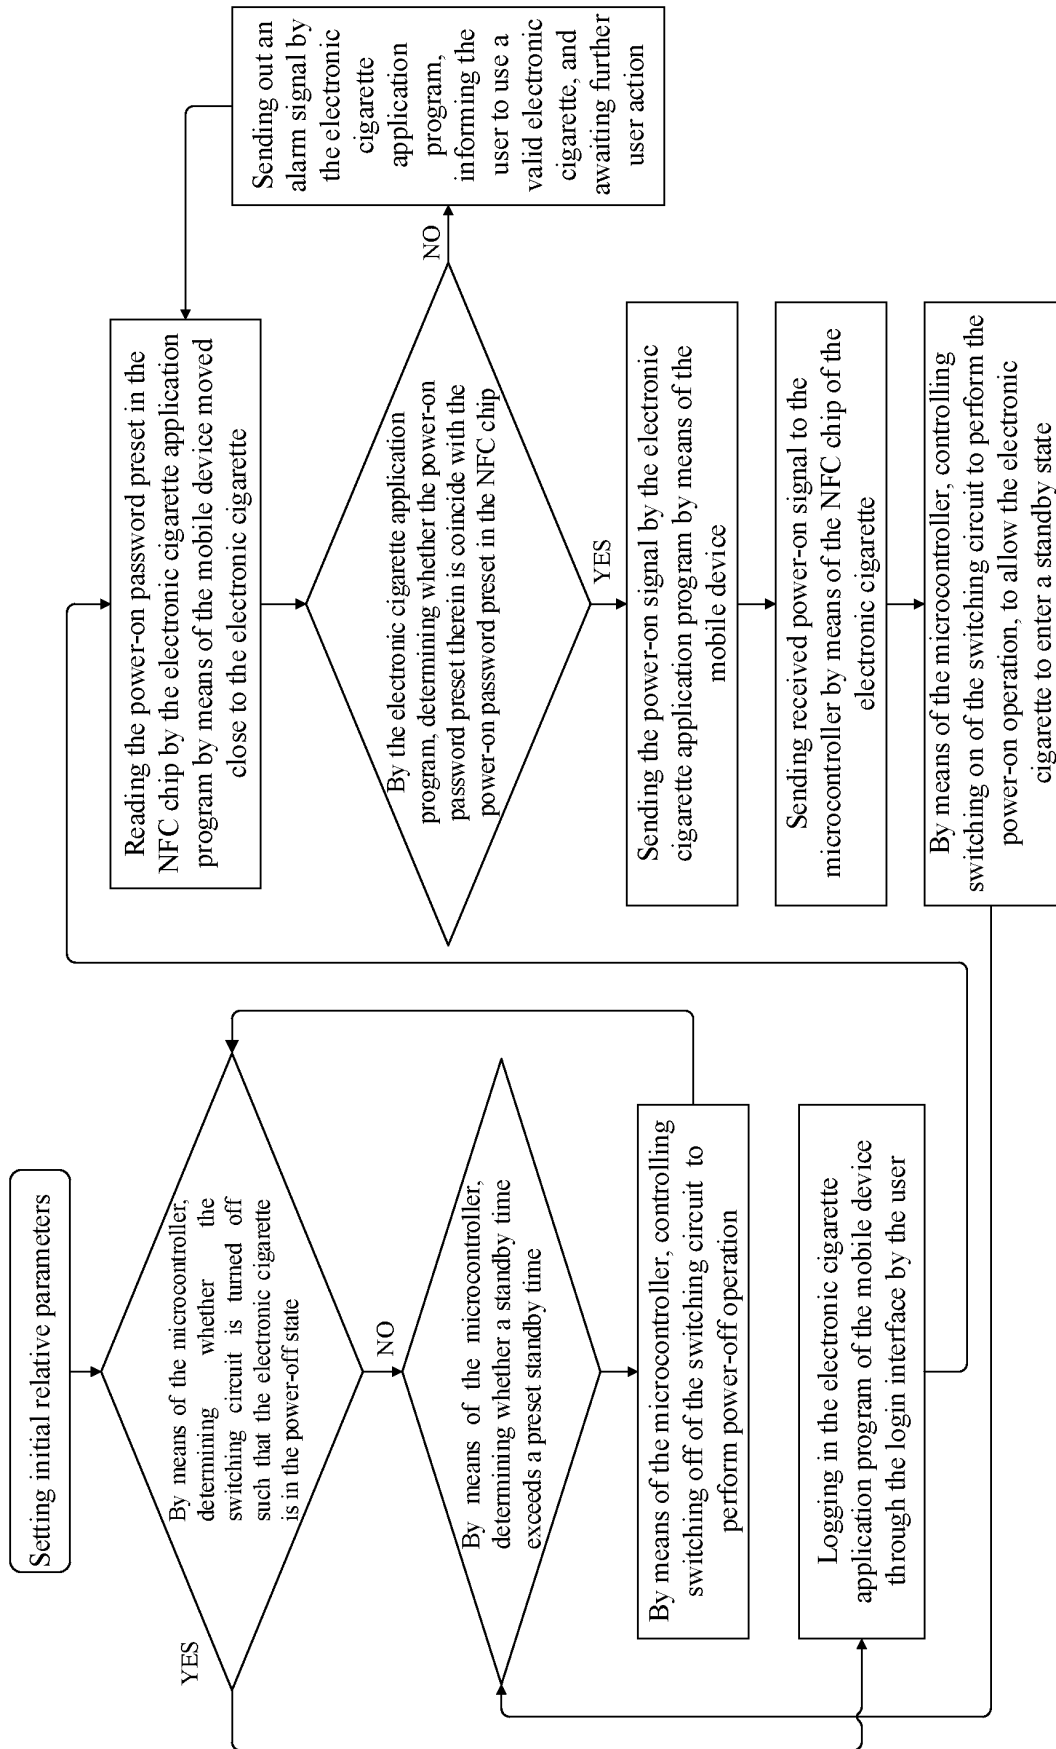 Setting initial relative parameters
By means of the microcontroller,
determining whether the
switching circuit is turned off
such that the electronic cigarette
is in the power-off state
YES
NO
By means of the microcontroller,
determining whether a standby time
exceeds a preset standby time
By means of the microcontroller, controlling
switching off of the switching circuit to
perform power-off operation
Logging in the electronic cigarette
application program of the mobile device
through the login interface by the user
Reading the power-on password preset in the
NFC chip by the electronic cigarette application
program by means of the mobile device moved
close to the electronic cigarette
By the electronic cigarette application
program, determining whether the power-on
password preset therein is coincide with the
power-on password preset in the NFC chip
NO
YES
Sending out an
alarm signal by
the electronic
cigarette
application
program,
informing the
user to use a
valid electronic
cigarette, and
awaiting further
user action
Sending the power-on signal by the electronic
cigarette application program by means of the
mobile device
Sending received power-on signal to the
microcontroller by means of the NFC chip of the
electronic cigarette
By means of the microcontroller, controlling
switching on of the switching circuit to perform the
power-on operation, to allow the electronic
cigarette to enter a standby state